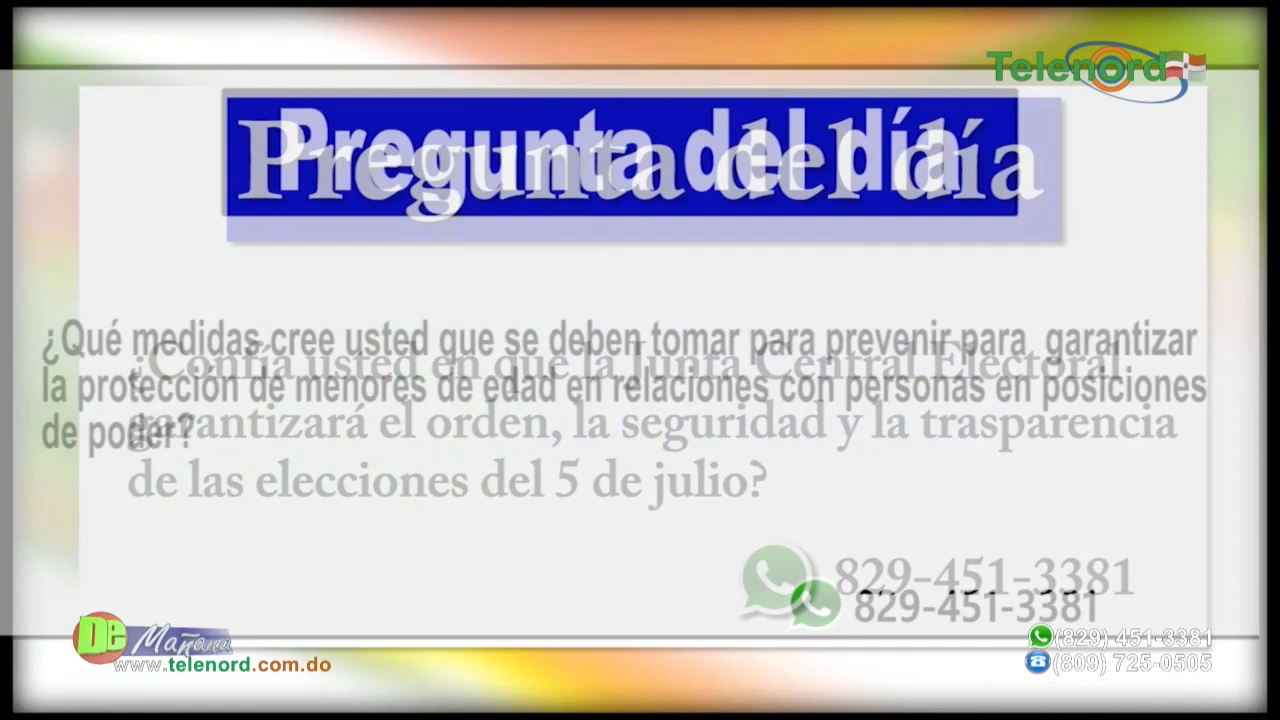 Telenord
Pregunta del día
Pregunta del día
¿Qué medidas cree usted que se deben tomar para prevenir para garantizar
la protección de menores de edad en relaciones con personas en posiciones
de poder?
¿Confía usted en que la Junta Central Electoral
garantizará el orden, la seguridad y la trasparencia
de las elecciones del 5 de julio?
829-451-3381
829-451-3381
De Mañana
www.telenord.com.do
(829) 451-3381
(809) 725-0505